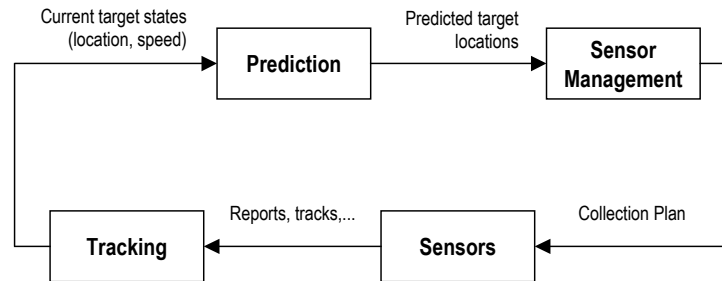 Current target states
(location, speed)
Prediction
Predicted target
locations
Sensor
Management
Tracking
Reports, tracks,...
Sensors
Collection Plan